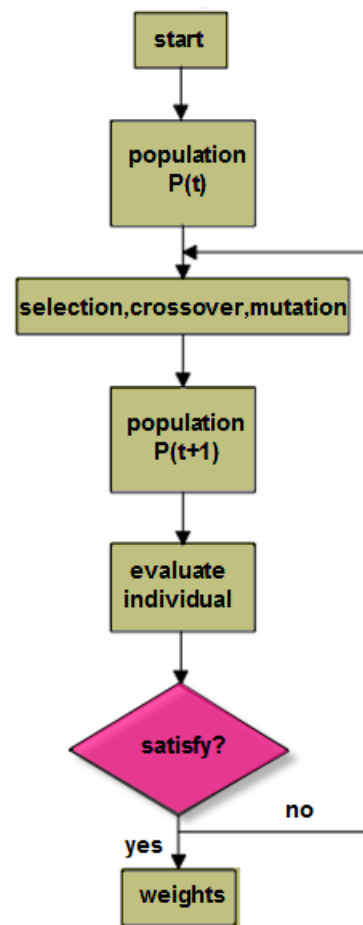 start
population
P(t)
selection,crossover,mutation
population
P(t+1)
evaluate
individual
satisfy?
no
yes
weights